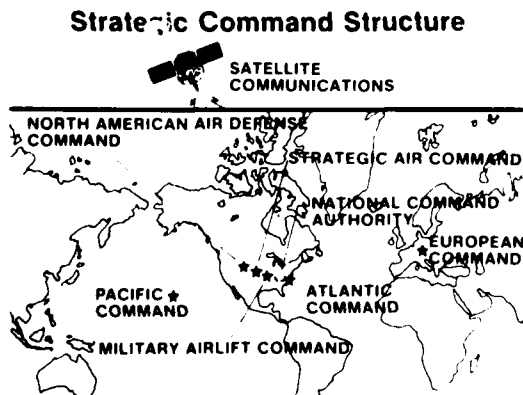 Strategic Command Structure
SATELLITE
COMMUNICATIONS
NORTH AMERICAN AIR DEFENSE
COMMAND
STRATEGIC AIR COMMAND
NATIONAL COMMAND
AUTHORITY
EUROPEAN
COMMAND
PACIFIC
COMMAND
ATLANTIC
COMMAND
MILITARY AIRLIFT COMMAND